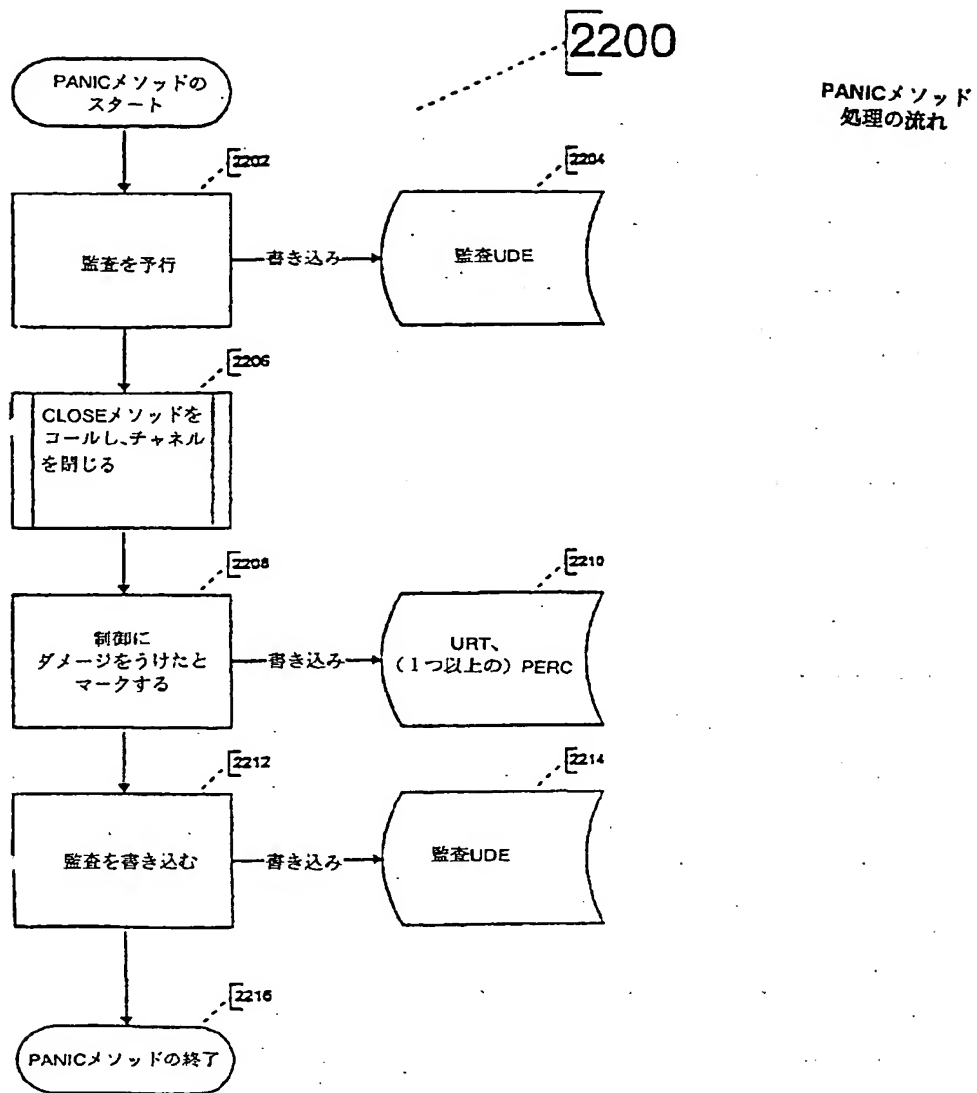 2200
PANICメソッドの
スタート
PANICメソッド
処理の流れ
2202
2204
監査を予行
書き込み
監査UDE
2206
CLOSEメソッドを
コールし、チャネル
を閉じる
2208
2210
制御に
ダメージをうけたと
マークする
書き込み
URT、
(1つ以上の) PERC
2212
2214
監査を書き込む
書き込み
監査UDE
2216
PANICメソッドの終了